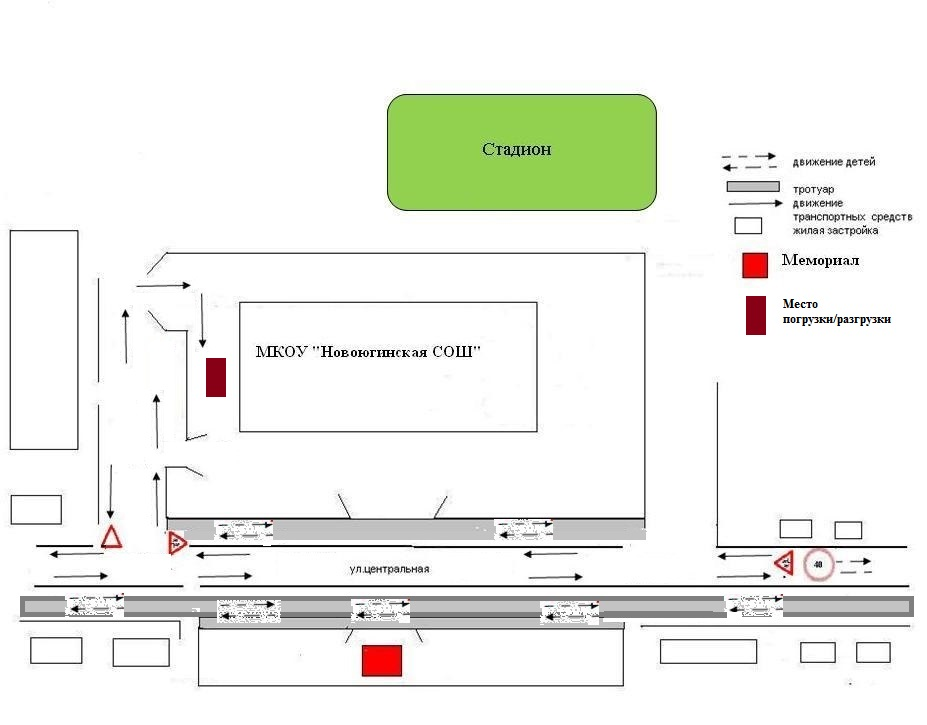 Стадион
движение детей
тротуар
движение
транспортных средств
жилая застройка
Мемориал
Место
погрузки/разгрузки
МКОУ "Новоюгинская СОШ"
ул.центральная
40